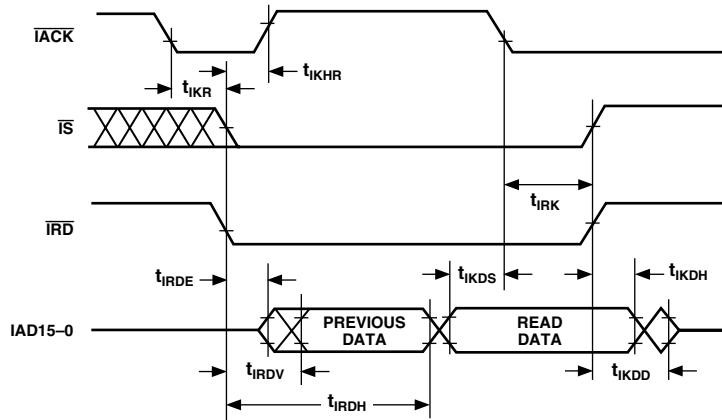 IACK
tIKR
tIKHR
IS
tIRK
IRD
tIRDE
tIKDS
tIKDH
IAD15–0
PREVIOUS DATA
READ DATA
tIRDV
tIKDD
tIRDH